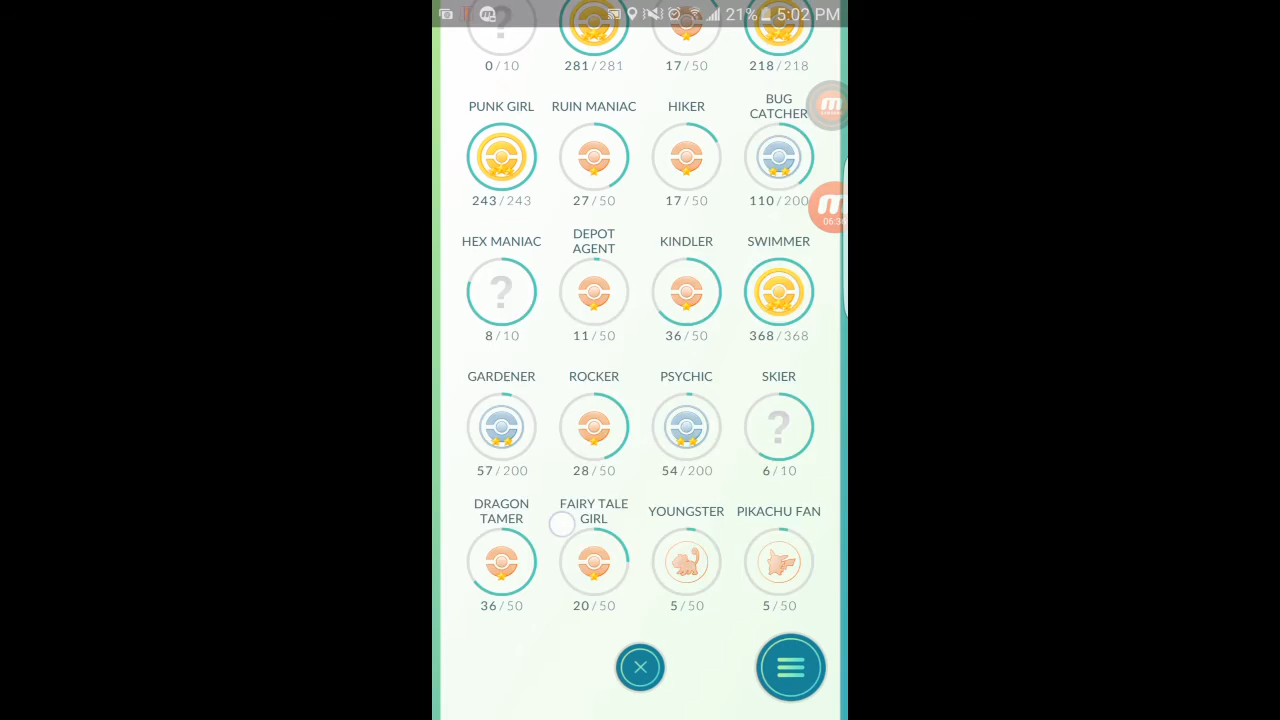 21% 5:02 PM
0/10 281/281 17/50 218/218
PUNK GIRL RUIN MANIAC HIKER BUG CATCHER
243/243 27/50 17/50 110/200
HEX MANIAC DEPOT AGENT KINDLER SWIMMER
? 
8/10 11/50 36/50 368/368
GARDENER ROCKER PSYCHIC SKIER
?
57/200 28/50 54/200 6/10
DRAGON TAMER FAIRY TALE GIRL YOUNGSTER PIKACHU FAN
36/50 20/50 5/50 5/50